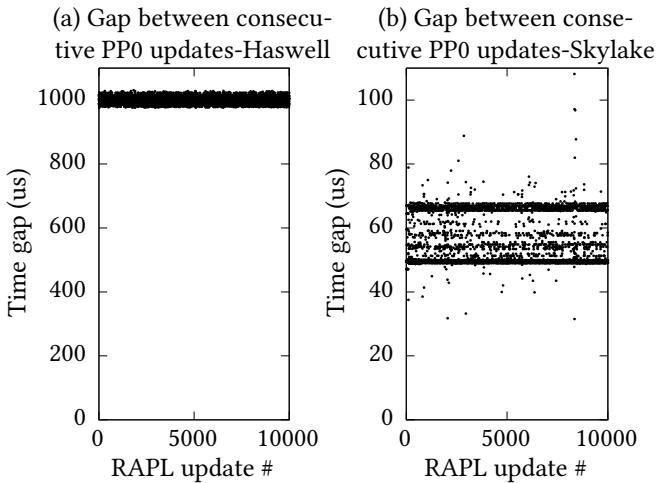 (a) Gap between consecu-
tive PP0 updates-Haswell
1000
800
600
400
200
0
Time gap (us)
0 5000 10000
RAPL update #
(b) Gap between conse-
cutive PP0 updates-Skylake
100
80
60
40
20
0
Time gap (us)
0 5000 10000
RAPL update #